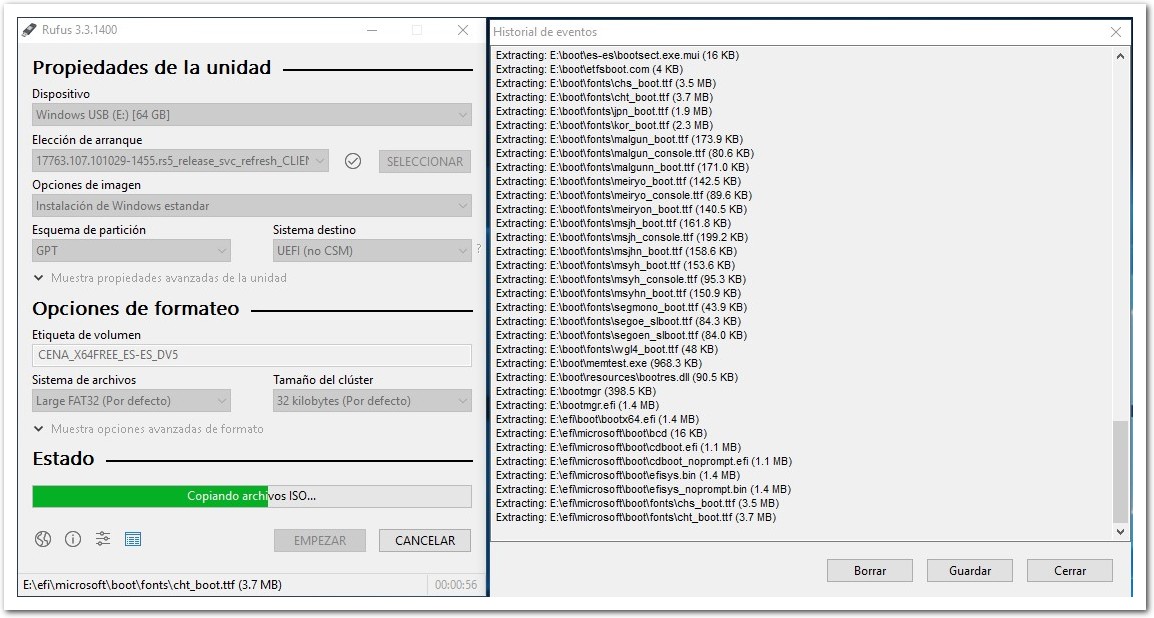 Rufus 3.3.1400
Propiedades de la unidad
Dispositivo
Windows USB (E:) [64 GB]
Elección de arranque
17763.107.101029-1455.rs5_release_svc_refresh_CLIEN
SELECCIONAR
Opciones de imagen
Instalación de Windows estandar
Esquema de partición
Sistema destino
GPT
UEFI (no CSM)
?
Muestra propiedades avanzadas de la unidad
Opciones de formateo
Etiqueta de volumen
CENA_X64FREE_ES-ES_DV5
Sistema de archivos
Tamaño del clúster
Large FAT32 (Por defecto)
32 kilobytes (Por defecto)
Muestra opciones avanzadas de formato
Estado
Copiando archivos ISO...
EMPEZAR
CANCELAR
E:\efi\microsoft\boot\fonts\cht_boot.ttf (3.7 MB)
00:00:56
Historial de eventos
Extracting: E:\boot\es-es\bootsect.exe.mui (16 KB)
Extracting: E:\boot\etfsboot.com (4 KB)
Extracting: E:\boot\fonts\chs_boot.ttf (3.5 MB)
Extracting: E:\boot\fonts\cht_boot.ttf (3.7 MB)
Extracting: E:\boot\fonts\jpn_boot.ttf (1.9 MB)
Extracting: E:\boot\fonts\kor_boot.ttf (2.3 MB)
Extracting: E:\boot\fonts\malgun_boot.ttf (173.9 KB)
Extracting: E:\boot\fonts\malgun_console.ttf (80.6 KB)
Extracting: E:\boot\fonts\malgunn_boot.ttf (171.0 KB)
Extracting: E:\boot\fonts\meiryo_boot.ttf (142.5 KB)
Extracting: E:\boot\fonts\meiryo_console.ttf (89.6 KB)
Extracting: E:\boot\fonts\meiryon_boot.ttf (140.5 KB)
Extracting: E:\boot\fonts\msjh_boot.ttf (161.8 KB)
Extracting: E:\boot\fonts\msjh_console.ttf (199.2 KB)
Extracting: E:\boot\fonts\msjhn_boot.ttf (158.6 KB)
Extracting: E:\boot\fonts\msyh_boot.ttf (153.6 KB)
Extracting: E:\boot\fonts\msyh_console.ttf (95.3 KB)
Extracting: E:\boot\fonts\msyhn_boot.ttf (150.9 KB)
Extracting: E:\boot\fonts\segmono_boot.ttf (43.9 KB)
Extracting: E:\boot\fonts\segoe_slboot.ttf (84.3 KB)
Extracting: E:\boot\fonts\segoen_slboot.ttf (84.0 KB)
Extracting: E:\boot\fonts\wgl4_boot.ttf (48 KB)
Extracting: E:\boot\memtest.exe (968.3 KB)
Extracting: E:\boot\resources\bootres.dll (90.5 KB)
Extracting: E:\bootmgr (398.5 KB)
Extracting: E:\bootmgr.efi (1.4 MB)
Extracting: E:\efi\boot\bootx64.efi (1.4 MB)
Extracting: E:\efi\microsoft\boot\bcd (16 KB)
Extracting: E:\efi\microsoft\boot\cdboot.efi (1.1 MB)
Extracting: E:\efi\microsoft\boot\cdboot_noprompt.efi (1.1 MB)
Extracting: E:\efi\microsoft\boot\efisys.bin (1.4 MB)
Extracting: E:\efi\microsoft\boot\efisys_noprompt.bin (1.4 MB)
Extracting: E:\efi\microsoft\boot\fonts\chs_boot.ttf (3.5 MB)
Extracting: E:\efi\microsoft\boot\fonts\cht_boot.ttf (3.7 MB)
Borrar
Guardar
Cerrar